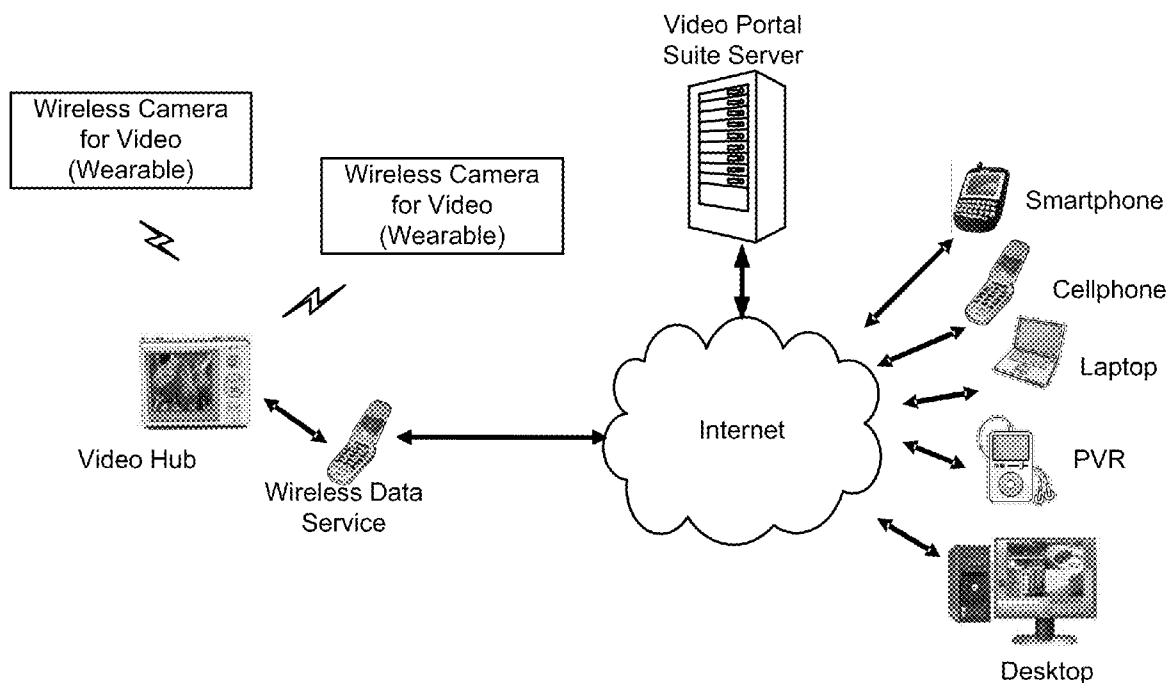 Video Portal
Suite Server
Wireless Camera
for Video
(Wearable)
Wireless Camera
for Video
(Wearable)
Smartphone
Cellphone
Laptop
Internet
Video Hub
PVR
Wireless Data
Service
Desktop